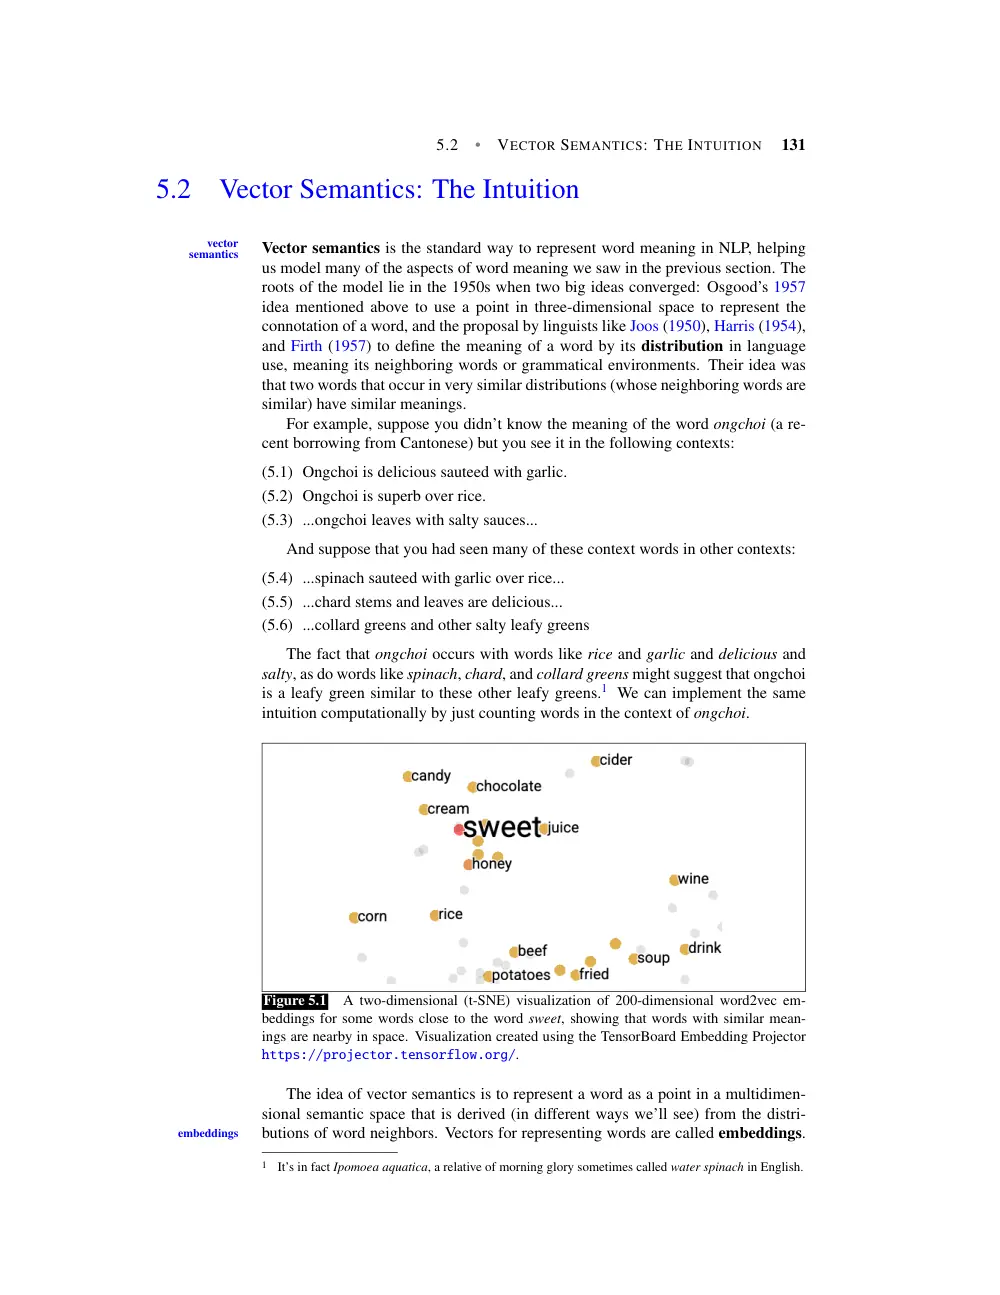 5.2 • VECTOR SEMANTICS: THE INTUITION 131
5.2 Vector Semantics: The Intuition
vector
semantics
Vector semantics is the standard way to represent word meaning in NLP, helping
us model many of the aspects of word meaning we saw in the previous section. The
roots of the model lie in the 1950s when two big ideas converged: Osgood's 1957
idea mentioned above to use a point in three-dimensional space to represent the
connotation of a word, and the proposal by linguists like Joos (1950), Harris (1954),
and Firth (1957) to define the meaning of a word by its distribution in language
use, meaning its neighboring words or grammatical environments. Their idea was
that two words that occur in very similar distributions (whose neighboring words are
similar) have similar meanings.
For example, suppose you didn't know the meaning of the word ongchoi (a re-
cent borrowing from Cantonese) but you see it in the following contexts:
(5.1) Ongchoi is delicious sauteed with garlic.
(5.2) Ongchoi is superb over rice.
(5.3) ...ongchoi leaves with salty sauces...
And suppose that you had seen many of these context words in other contexts:
(5.4) ...spinach sauteed with garlic over rice...
(5.5) ...chard stems and leaves are delicious...
(5.6) ...collard greens and other salty leafy greens
The fact that ongchoi occurs with words like rice and garlic and delicious and
salty, as do words like spinach, chard, and collard greens might suggest that ongchoi
is a leafy green similar to these other leafy greens.1 We can implement the same
intuition computationally by just counting words in the context of ongchoi.
cider
candy
chocolate
cream
sweet
juice
honey
wine
corn
rice
beef
drink
soup
potatoes
fried
Figure 5.1 A two-dimensional (t-SNE) visualization of 200-dimensional word2vec em-
beddings for some words close to the word sweet, showing that words with similar mean-
ings are nearby in space. Visualization created using the TensorBoard Embedding Projector
https://projector.tensorflow.org/.
The idea of vector semantics is to represent a word as a point in a multidimen-
sional semantic space that is derived (in different ways we'll see) from the distri-
embeddings
butions of word neighbors. Vectors for representing words are called embeddings.
1 It's in fact Ipomoea aquatica, a relative of morning glory sometimes called water spinach in English.